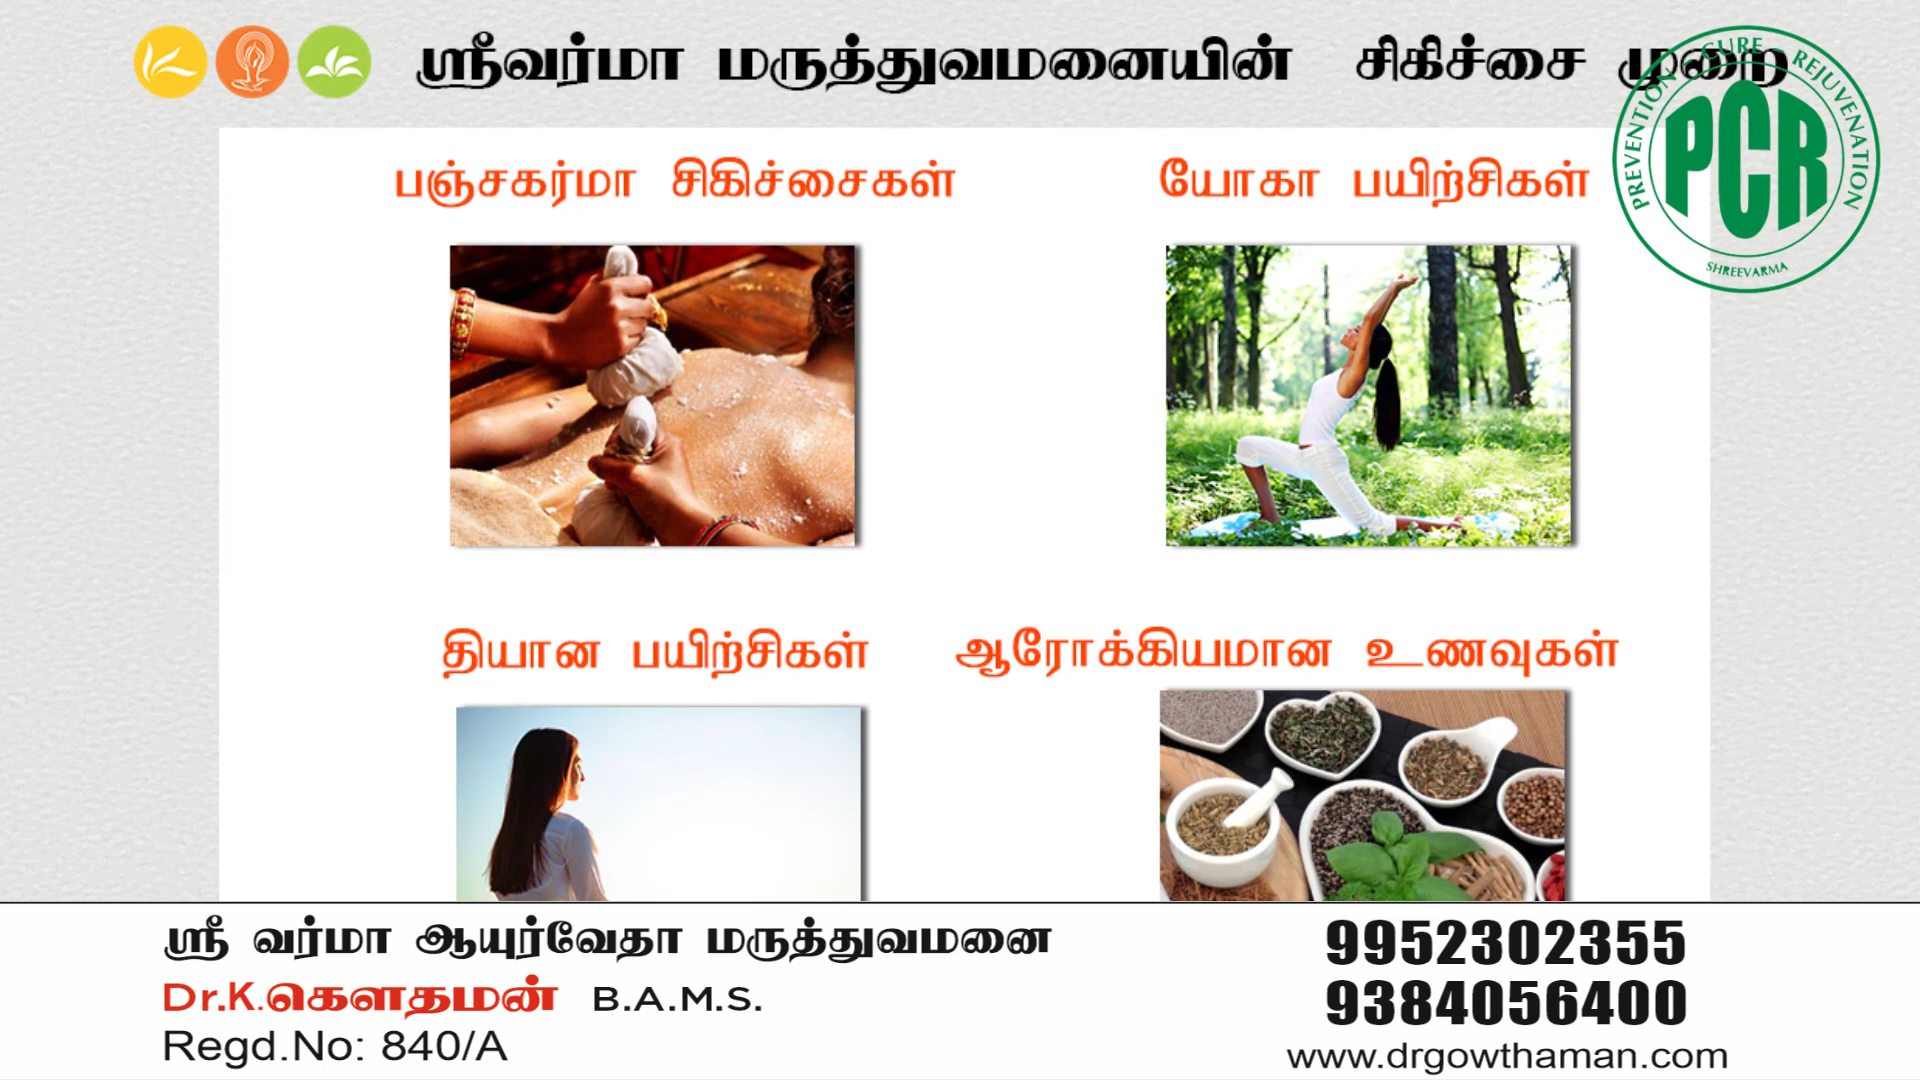 ஸ்ரீவர்மா மருத்துவமனையின் சிகிச்சை முறை
PREVENTION - CURE - REJUVENATION
PCR
SHREEVARMA
பஞ்சகர்மா சிகிச்சைகள்
யோகா பயிற்சிகள்
தியான பயிற்சிகள்
ஆரோக்கியமான உணவுகள்
ஸ்ரீ வர்மா ஆயுர்வேதா மருத்துவமனை
Dr.K.கௌதமன் B.A.M.S.
Regd.No: 840/A
9952302355
9384056400
www.drgowthaman.com